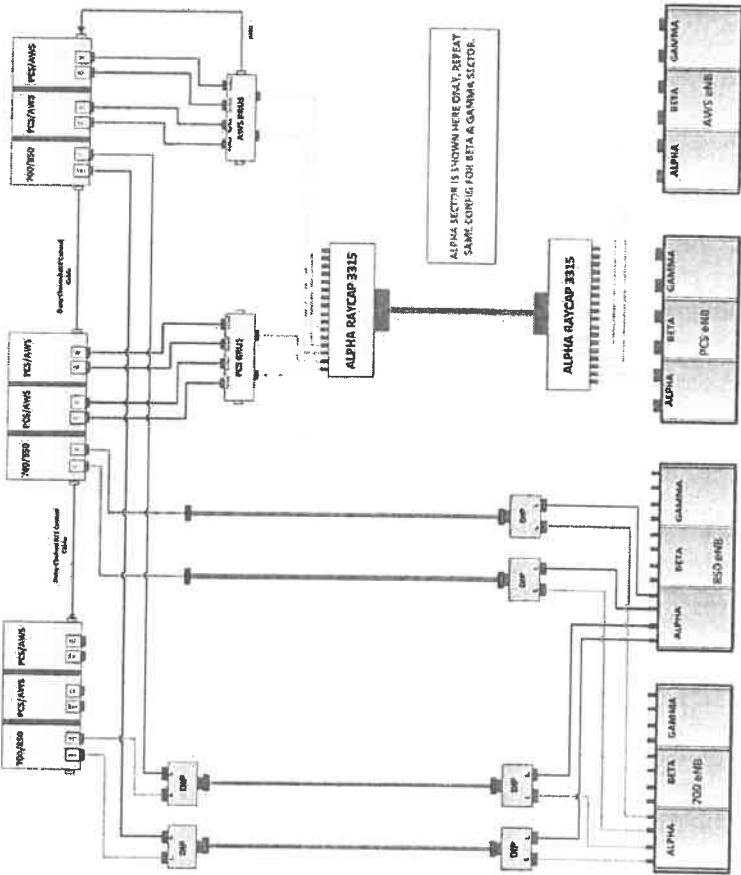 PCS/AWS
PCS/AWS
700/850
PCS/AWS
PCS/AWS
700/850
PCS/AWS
PCS/AWS
700/850
AWS RRUS
PCS RRUS
ALPHA RAYCAP 3315
ALPHA SECTOR IS SHOWN HERE ONLY, REPEAT
SAME CONFIG FOR BETA & GAMMA SECTOR.
ALPHA RAYCAP 3315
DIP
DIP
DIP
DIP
DIP
DIP
ALPHA
BETA
GAMMA
AWS eNB
ALPHA
BETA
GAMMA
PCS eNB
ALPHA
BETA
GAMMA
850 eNB
ALPHA
BETA
GAMMA
700 eNB